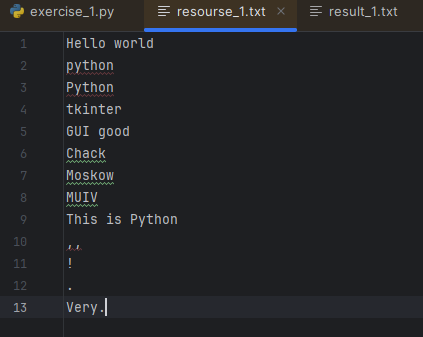 exercise_1.py resourse_1.txt × result_1.txt
1 Hello world
2 python
3 Python
4 tkinter
5 GUI good
6 Chack
7 Moskow
8 MUIV
9 This is Python
10 ,,
11 !
12 .
13 Very.